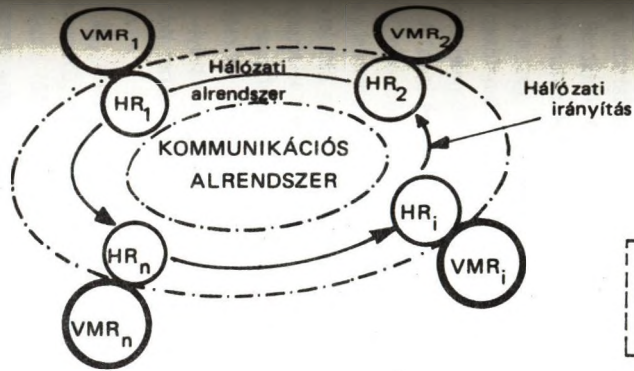 VMR₁
VMR₂
HR₁
Hálózati
alrendszer
HR₂
Hálózati
irányítás
KOMMUNIKÁCIÓS
ALRENDSZER
HRᵢ
HRₙ
VMRᵢ
VMRₙ